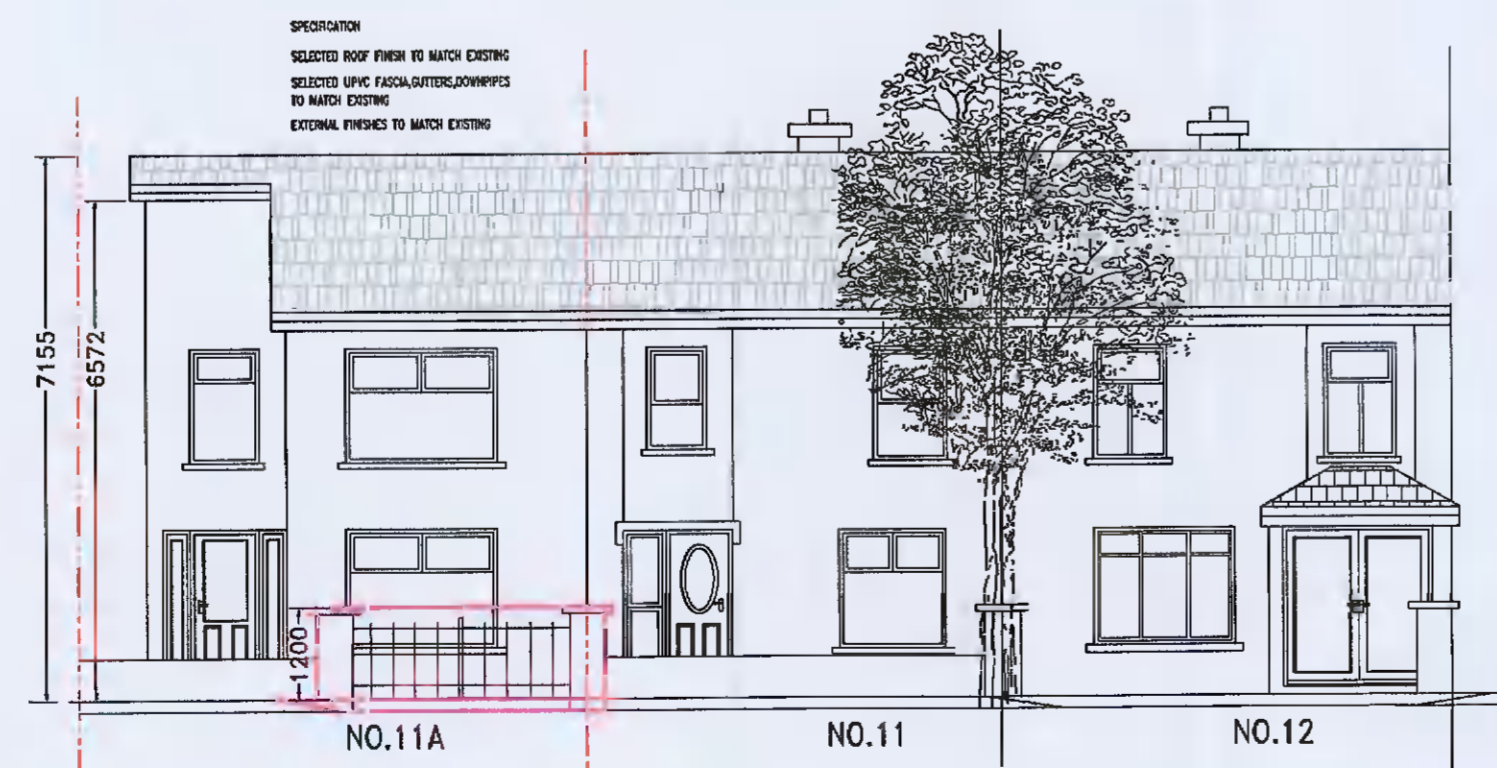 SPECIFICATION
SELECTED ROOF FINISH TO MATCH EXISTING
SELECTED UPVC FASCIA,GUTTERS,DOWNPIPES
TO MATCH EXISTING
EXTERNAL FINISHES TO MATCH EXISTING
7155
6572
1200
NO.11A
NO.11
NO.12